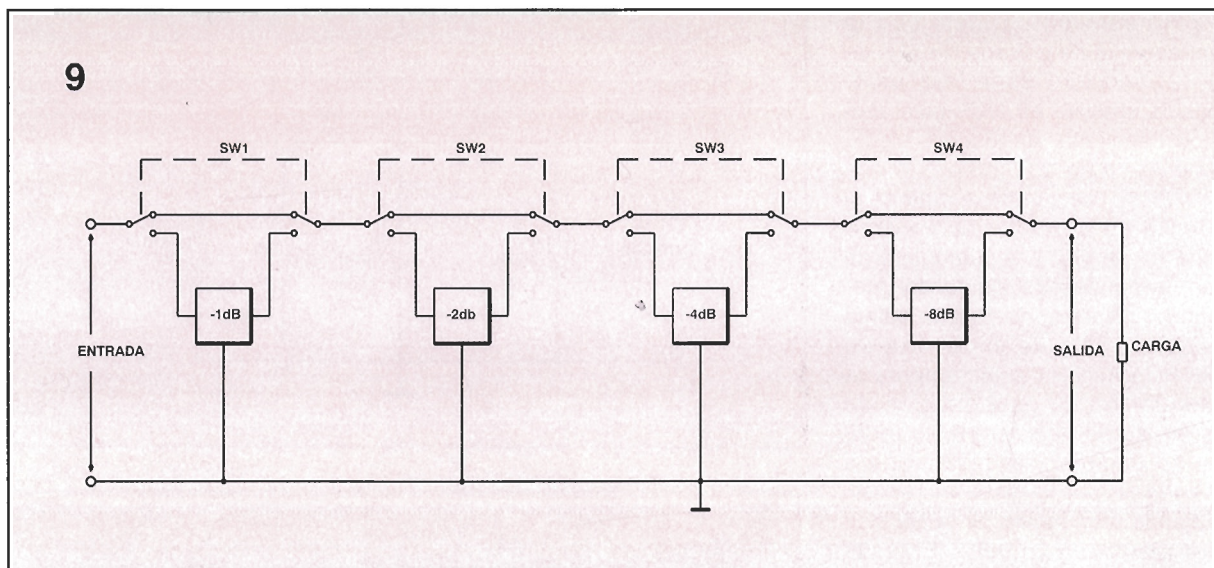 9
SW1
SW2
SW3
SW4
-1dB
-2db
-4dB
-8dB
ENTRADA
SALIDA
CARGA